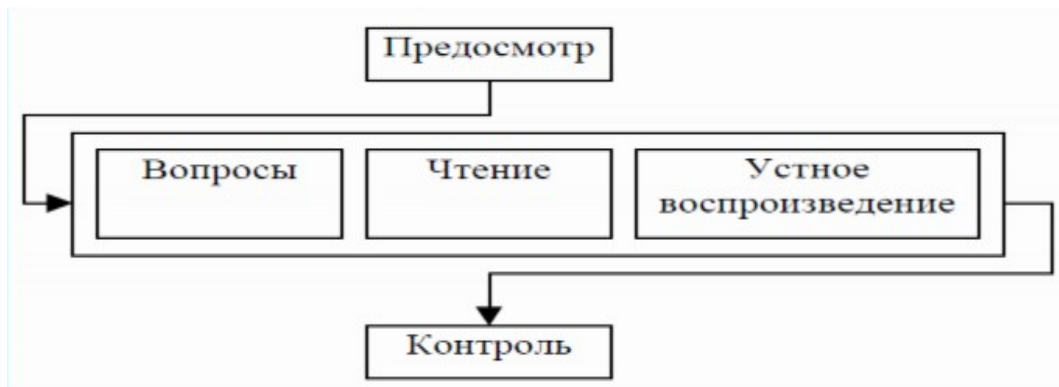 Предосмотр
Вопросы
Чтение
Устное
воспроизведение
Контроль